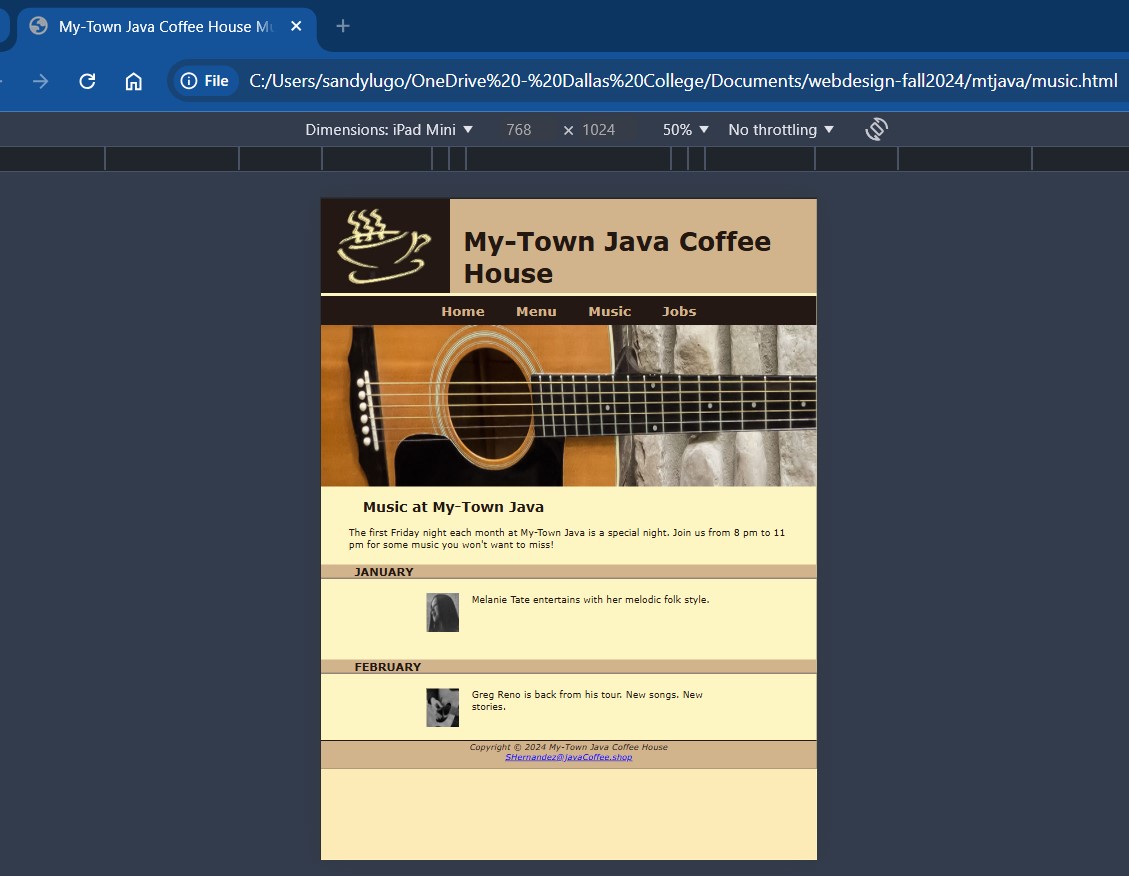 My-Town Java Coffee House Mu
File
C:/Users/sandylugo/OneDrive%20-%20Dallas%20College/Documents/webdesign-fall2024/mtjava/music.html
Dimensions: iPad Mini 768 × 1024 50% No throttling
My-Town Java Coffee
House
Home Menu Music Jobs
Music at My-Town Java
The first Friday night each month at My-Town Java is a special night. Join us from 8 pm to 11
pm for some music you won't want to miss!
JANUARY
Melanie Tate entertains with her melodic folk style.
FEBRUARY
Greg Reno is back from his tour. New songs. New
stories.
Copyright © 2024 My-Town Java Coffee House
SHernandez@javaCoffee.shop